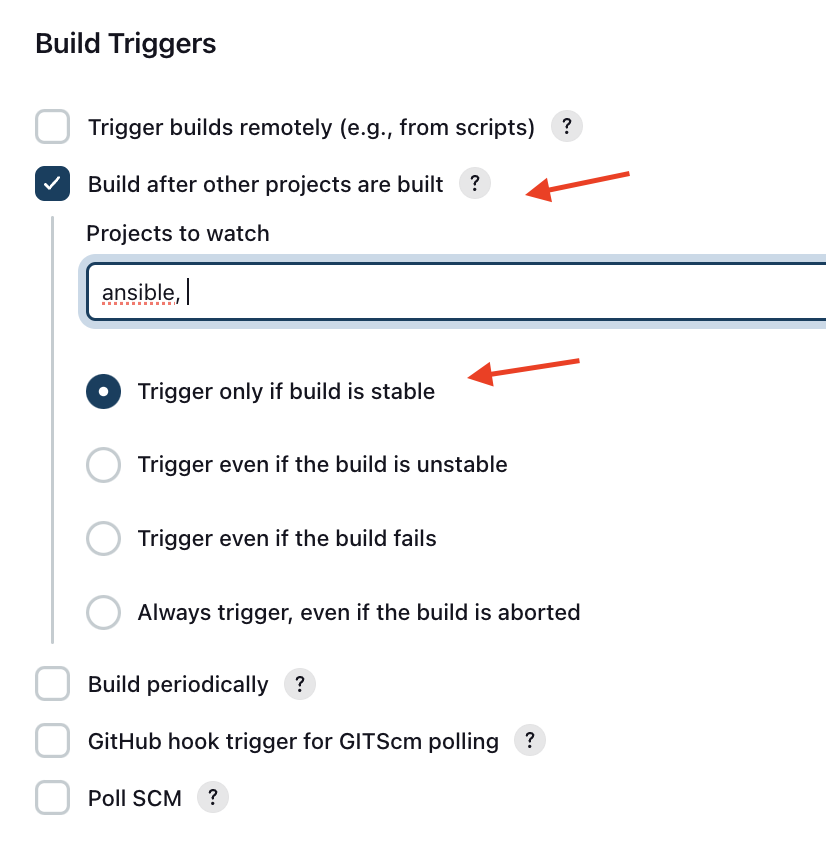 Build Triggers
Trigger builds remotely (e.g., from scripts) ?
Build after other projects are built ?
Projects to watch
ansible,
Trigger only if build is stable
Trigger even if the build is unstable
Trigger even if the build fails
Always trigger, even if the build is aborted
Build periodically ?
GitHub hook trigger for GITScm polling ?
Poll SCM ?